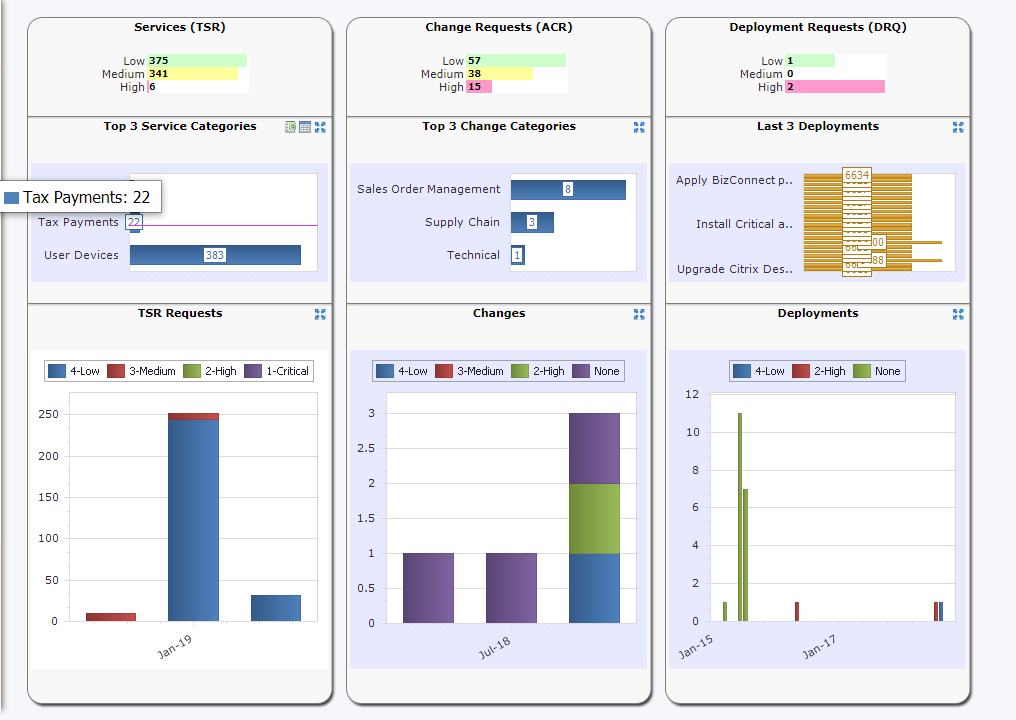 Services (TSR)
Low 375
Medium 341
High 6
Top 3 Service Categories
Tax Payments: 22
Tax Payments 22
User Devices 383
TSR Requests
4-Low 3-Medium 2-High 1-Critical
250
200
150
100
50
0
Jan-19
Change Requests (ACR)
Low 57
Medium 38
High 15
Top 3 Change Categories
Sales Order Management 8
Supply Chain 3
Technical 1
Changes
4-Low 3-Medium 2-High None
3
2.5
2
1.5
1
0.5
0
Jul-18
Deployment Requests (DRQ)
Low 1
Medium 0
High 2
Last 3 Deployments
6634
Apply BizConnect p..
Install Critical a..
Upgrade Citrix Des..
Deployments
4-Low 2-High None
12
10
8
6
4
2
0
Jan-15 Jan-17